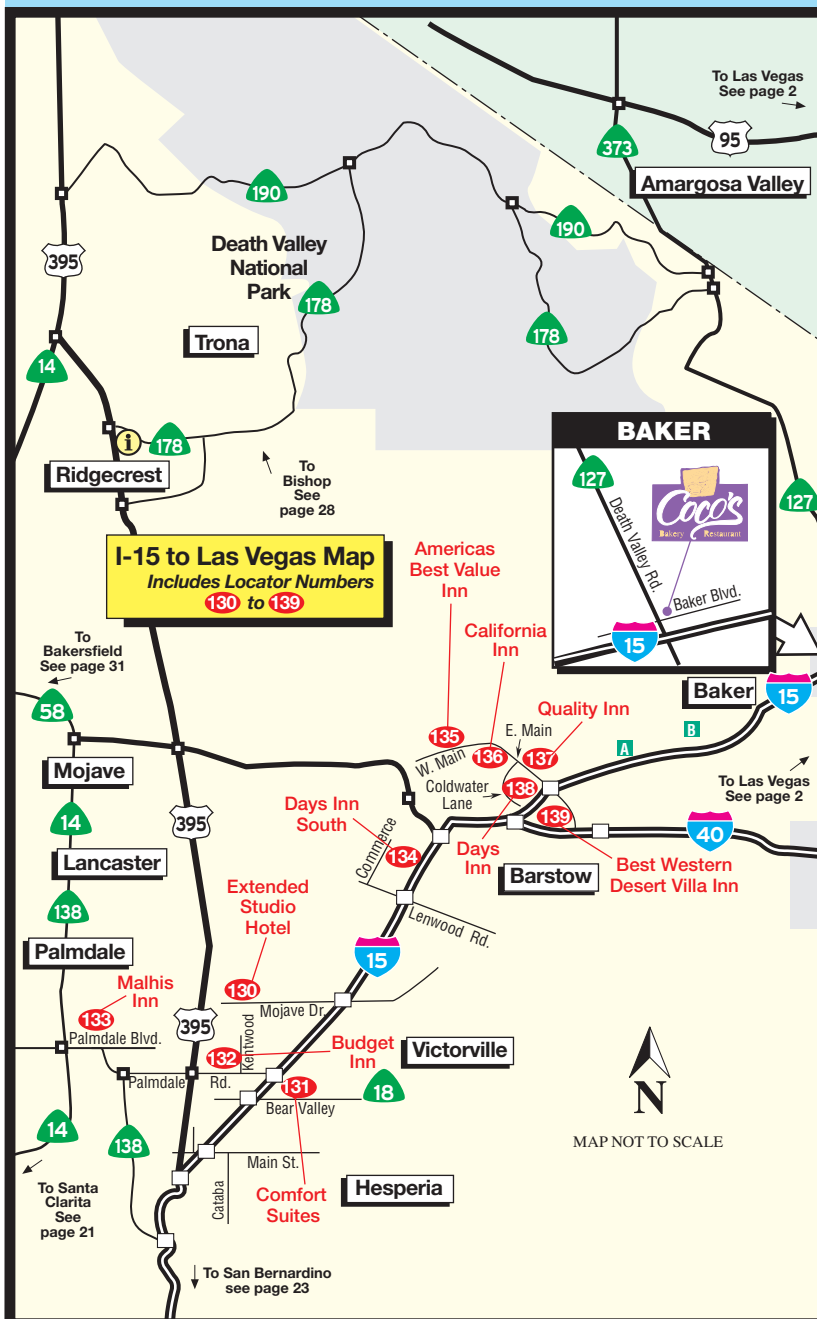 To Las Vegas
See page 2
95
373
Amargosa Valley
190
190
Death Valley
National
Park
395
178
178
Trona
14
BAKER
127
Coco's
Bakery Restaurant
Death Valley Rd.
Baker Blvd.
15
127
i
178
Ridgecrest
To
Bishop
See
page 28
I-15 to Las Vegas Map
Includes Locator Numbers
130 to 139
Americas
Best Value
Inn
California
Inn
To
Bakersfield
See page 31
58
Baker
15
Quality Inn
E. Main
135
W. Main
136
137
A
B
Mojave
Coldwater
Lane
138
To Las Vegas
See page 2
14
395
Days Inn
South
Commerce
134
139
40
Lancaster
Days
Inn
Barstow
Best Western
Desert Villa Inn
138
Extended
Studio
Hotel
Lenwood Rd.
Palmdale
15
Malhis
Inn
130
Mojave Dr.
133
Palmdale Blvd.
395
Kentwood
132
Budget
Inn
Victorville
Palmdale Rd.
131
18
Bear Valley
N
14
138
MAP NOT TO SCALE
Main St.
Cataba
To Santa
Clarita
See
page 21
Comfort
Suites
Hesperia
To San Bernardino
see page 23